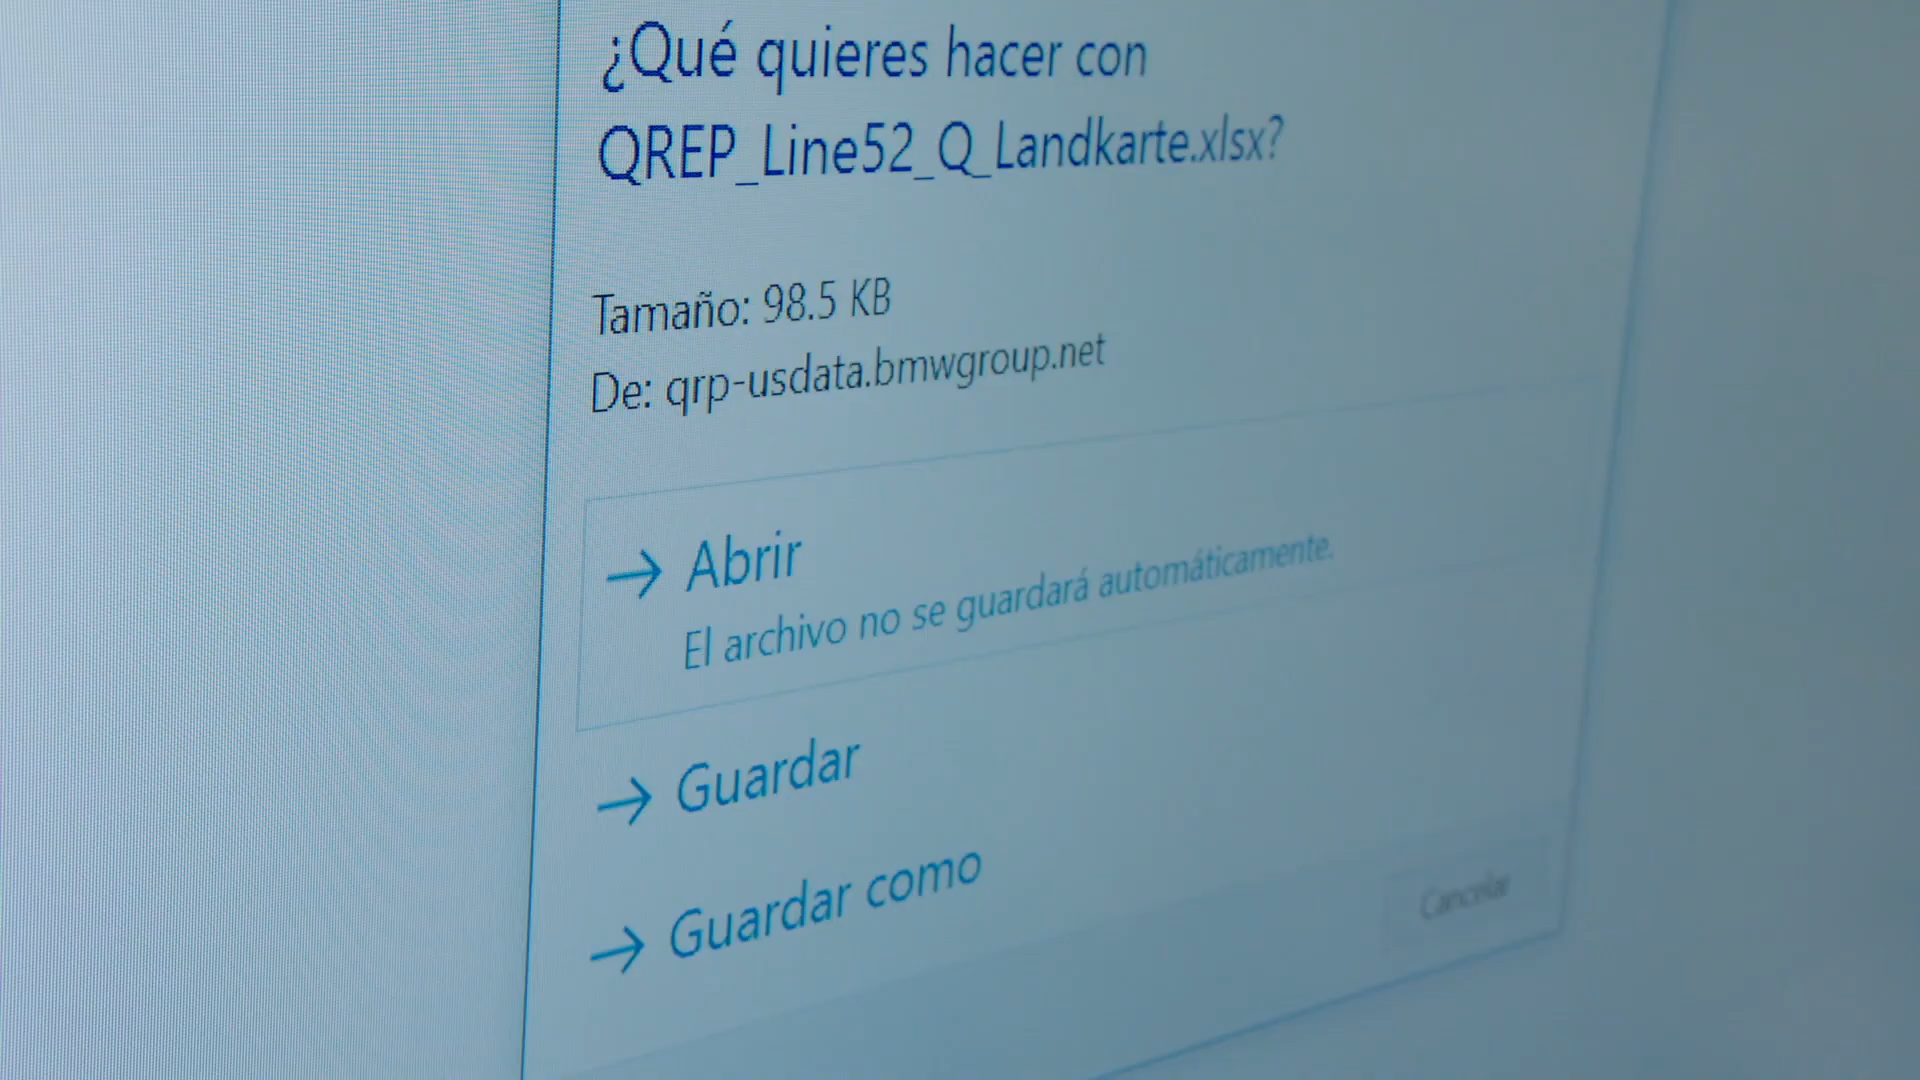 ¿Qué quieres hacer con
QREP_Line52_Q_Landkarte.xlsx?
Tamaño: 98.5 KB
De: qrp-usdata.bmwgroup.net
→ Abrir
El archivo no se guardará automáticamente.
→ Guardar
→ Guardar como
Cancelar